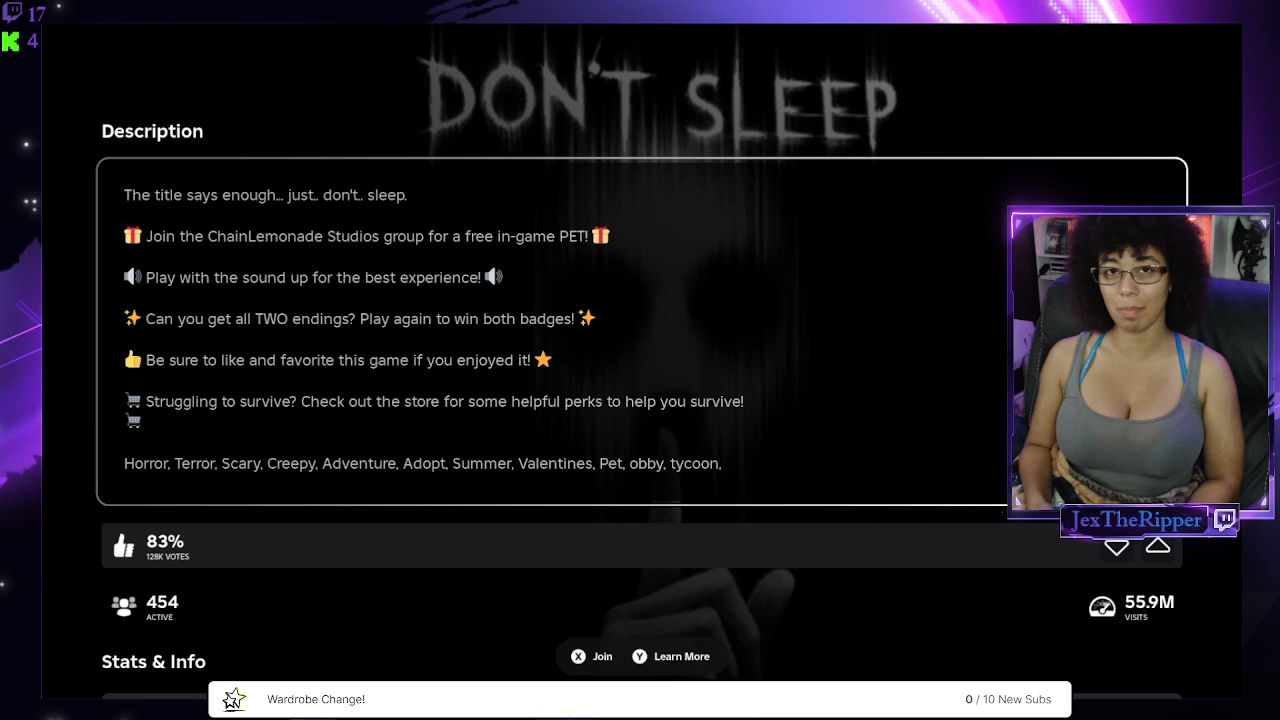 17
4
DON'T SLEEP
Description
The title says enough... just.. don't.. sleep.
Join the ChainLemonade Studios group for a free in-game PET!
Play with the sound up for the best experience!
Can you get all TWO endings? Play again to win both badges!
Be sure to like and favorite this game if you enjoyed it!
Struggling to survive? Check out the store for some helpful perks to help you survive!
Horror, Terror, Scary, Creepy, Adventure, Adopt, Summer, Valentines, Pet, obby, tycoon,
JexTheRipper
83%
128K VOTES
454
ACTIVE
55.9M
VISITS
Stats & Info
X Join
Y Learn More
Wardrobe Change!
0 / 10 New Subs